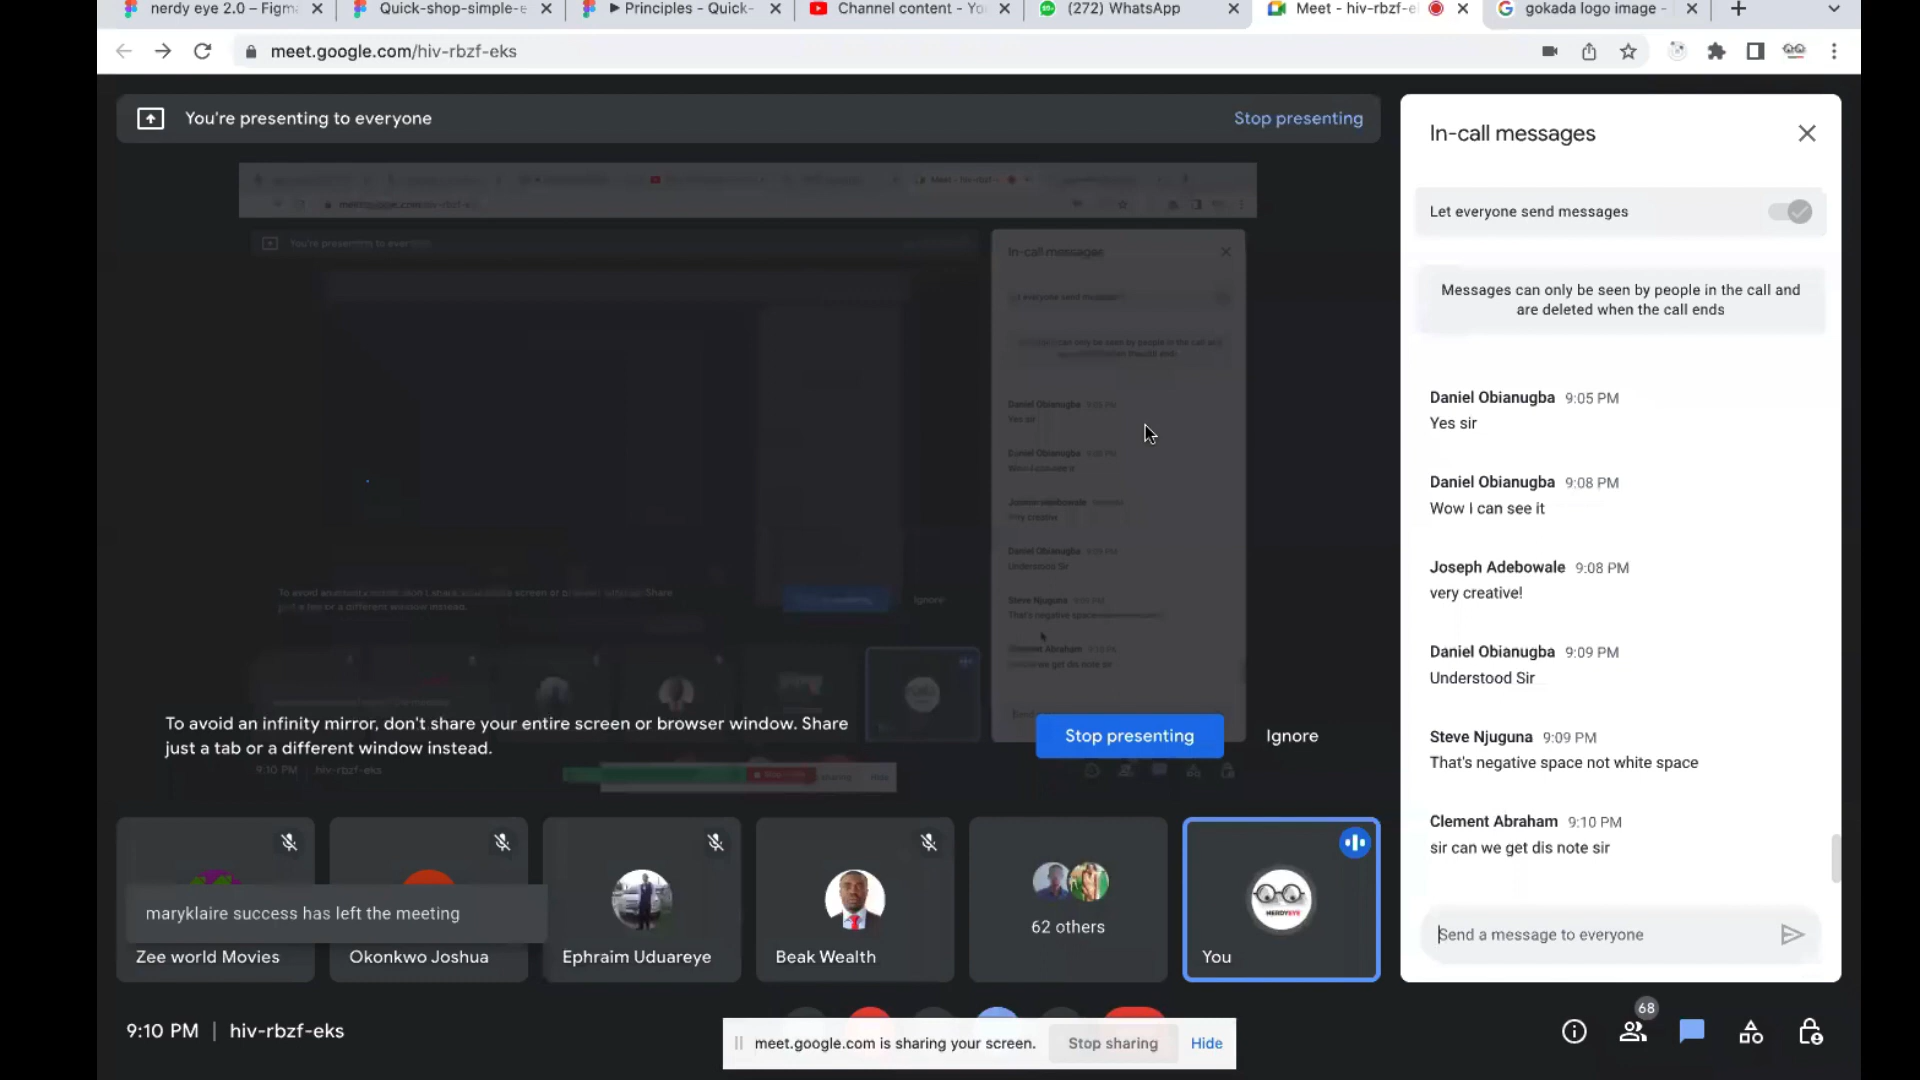 nerdy eye 2.0 – Figm
Quick-shop-simple-e
Principles - Quick-
Channel content - Yo
(272) WhatsApp
Meet - hiv-rbzf-e
gokada logo image -
meet.google.com/hiv-rbzf-eks
You're presenting to everyone
Stop presenting
To avoid an infinity mirror, don't share your entire screen or browser window. Share
just a tab or a different window instead.
Stop presenting
Ignore
maryklaire success has left the meeting
Zee world Movies
Okonkwo Joshua
Ephraim Uduareye
Beak Wealth
62 others
NERDYEYE
You
In-call messages
Let everyone send messages
Messages can only be seen by people in the call and
are deleted when the call ends
Daniel Obianugba 9:05 PM
Yes sir
Daniel Obianugba 9:08 PM
Wow I can see it
Joseph Adebowale 9:08 PM
very creative!
Daniel Obianugba 9:09 PM
Understood Sir
Steve Njuguna 9:09 PM
That's negative space not white space
Clement Abraham 9:10 PM
sir can we get dis note sir
Send a message to everyone
9:10 PM | hiv-rbzf-eks
meet.google.com is sharing your screen.
Stop sharing
Hide
68